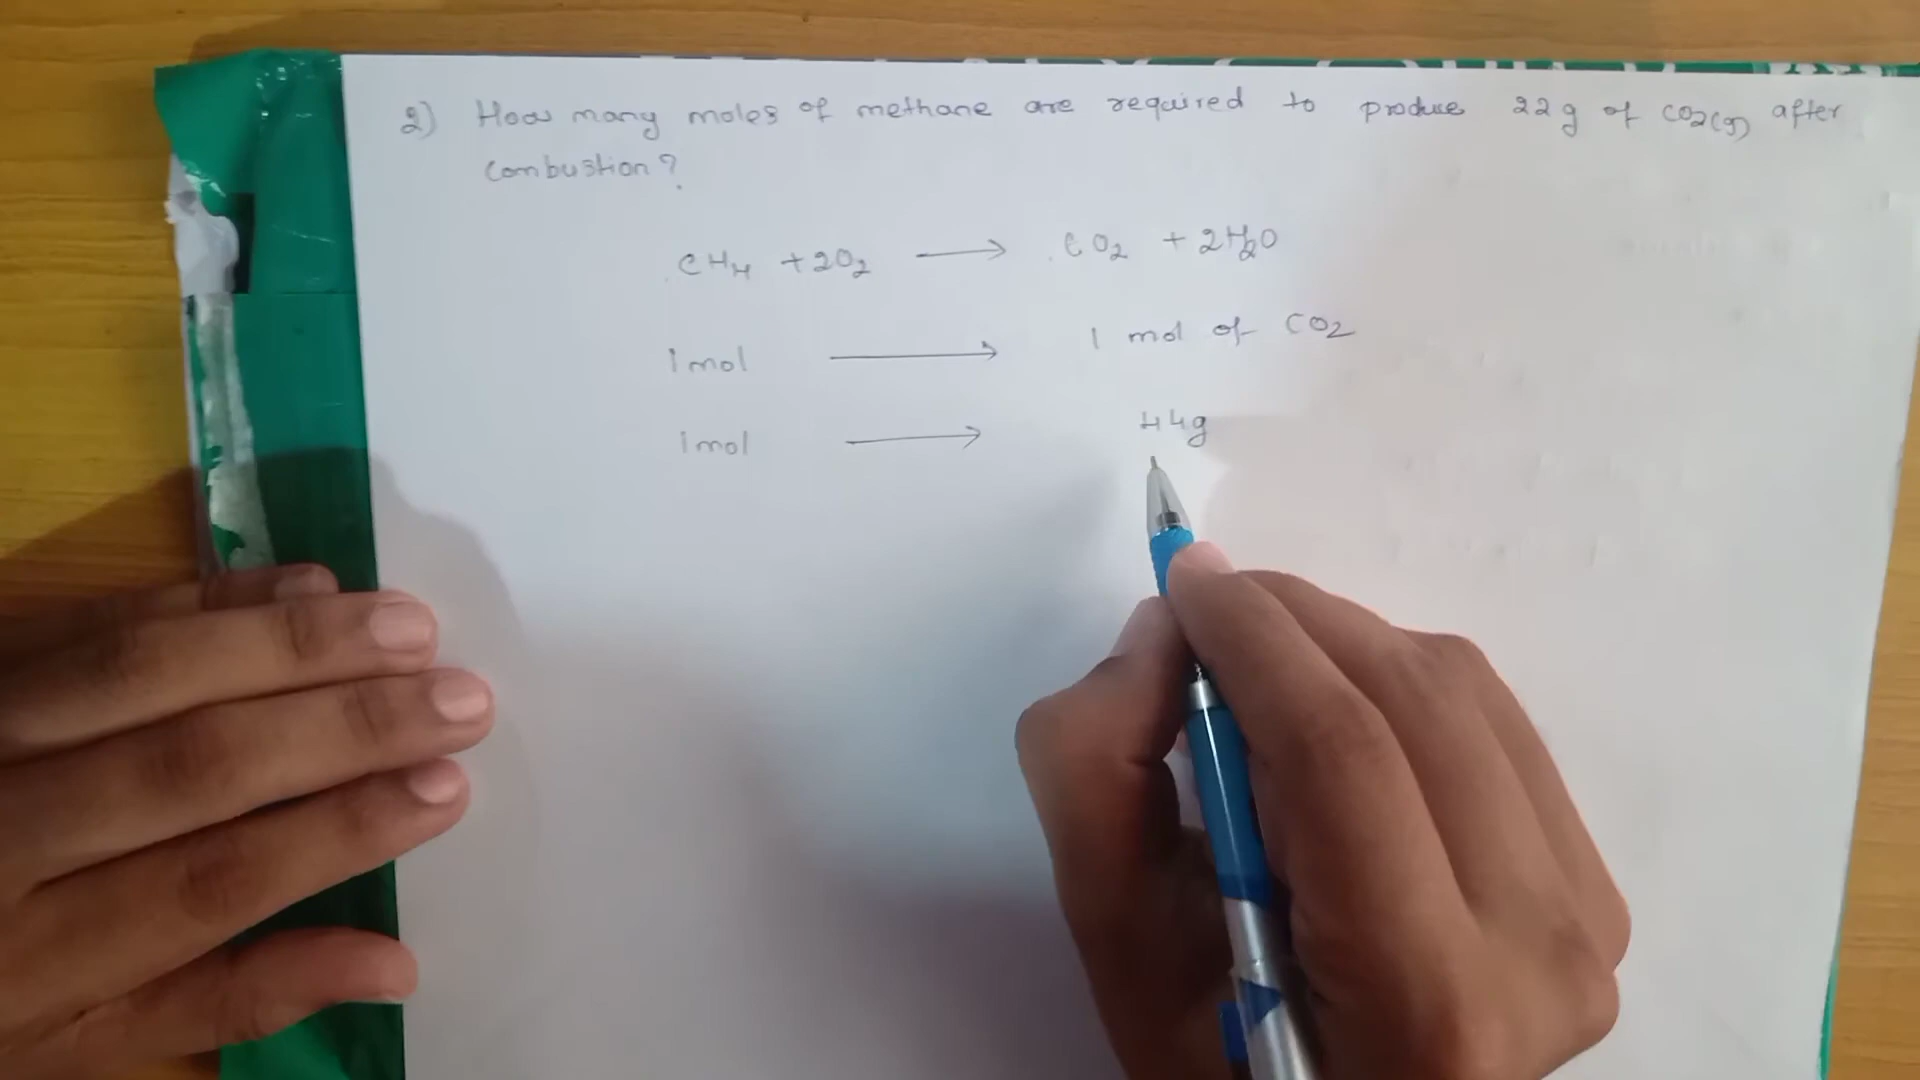 2) How many moles of methane are required to produce 22g of CO2(g) after
combustion?
CH4 + 2O2 ⟶ CO2 + 2H2O
1mol ⟶ 1 mol of CO2
1mol ⟶ 44g